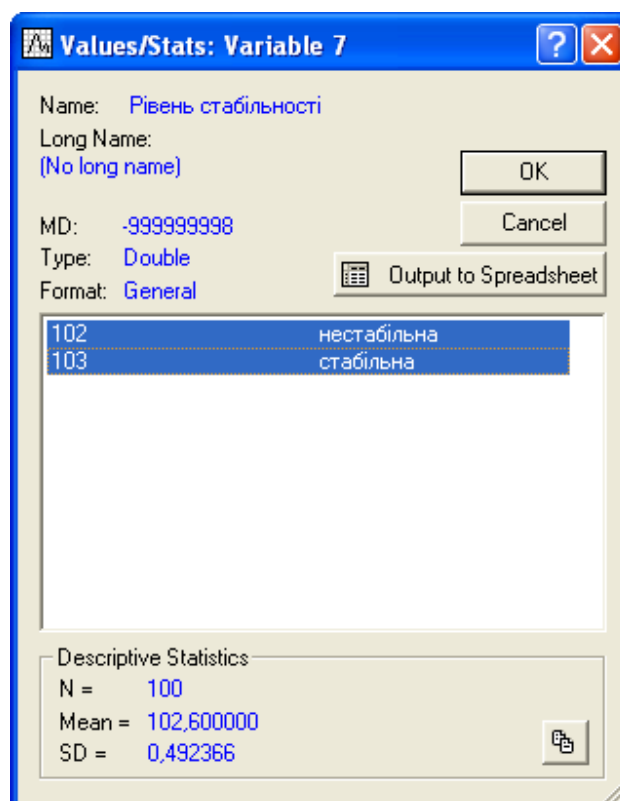 Values/Stats: Variable 7
Name: Рівень стабільності
Long Name:
(No long name)
OK
MD: -999999998
Cancel
Type: Double
Output to Spreadsheet
Format: General
102 нестабільна
103 стабільна
Descriptive Statistics
N = 100
Mean = 102,600000
SD = 0,492366